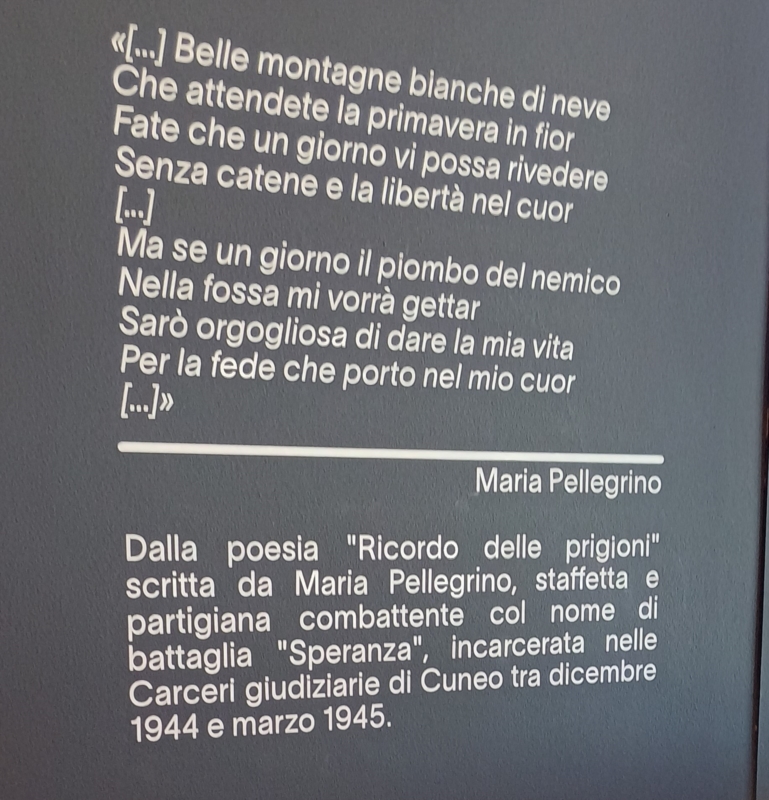 «[...] Belle montagne bianche di neve
Che attendete la primavera in fior
Fate che un giorno vi possa rivedere
Senza catene e la libertà nel cuor
[...]
Ma se un giorno il piombo del nemico
Nella fossa mi vorrà gettar
Sarò orgogliosa di dare la mia vita
Per la fede che porto nel mio cuor
[...]»
Maria Pellegrino
Dalla poesia "Ricordo delle prigioni"
scritta da Maria Pellegrino, staffetta e
partigiana combattente col nome di
battaglia "Speranza", incarcerata nelle
Carceri giudiziarie di Cuneo tra dicembre
1944 e marzo 1945.